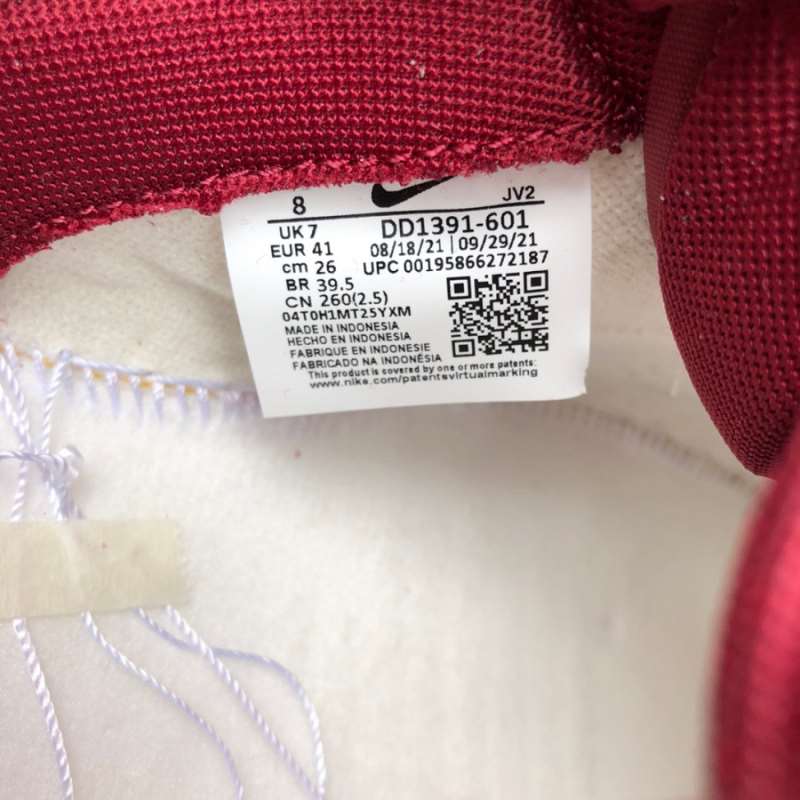 8 JV2
UK 7 DD1391-601
EUR 41 08/18/21 | 09/29/21
cm 26 UPC 00195866272187
BR 39.5
CN 260(2.5)
04T0H1MT25YXM
MADE IN INDONESIA
HECHO EN INDONESIA
FABRIQUE EN INDONESIE
FABRICADO NA INDONÉSIA
This product is covered by one or more patents:
www.nike.com/patentsvirtualmarking